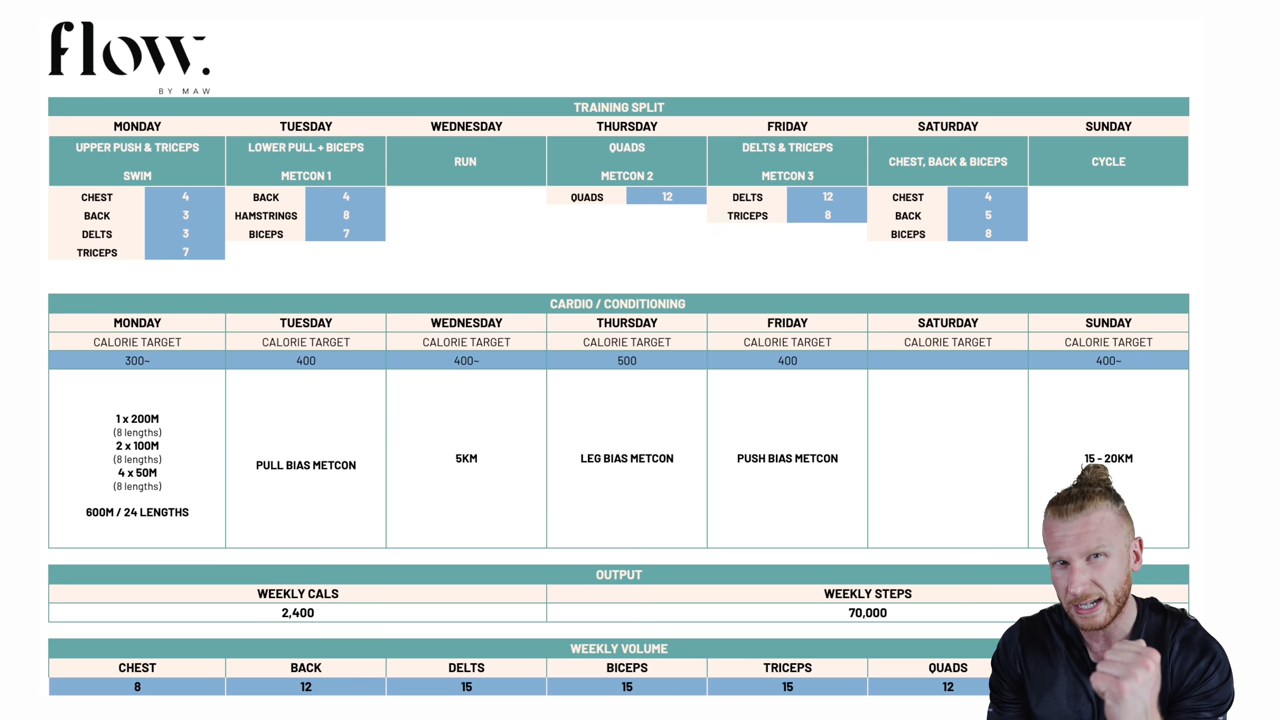 flow.
BY MAW
TRAINING SPLIT
MONDAY TUESDAY WEDNESDAY THURSDAY FRIDAY SATURDAY SUNDAY
UPPER PUSH & TRICEPS LOWER PULL + BICEPS QUADS DELTS & TRICEPS
RUN CHEST, BACK & BICEPS CYCLE
SWIM METCON 1 METCON 2 METCON 3
CHEST 4 BACK 4 QUADS 12 DELTS 12 CHEST 4
BACK 3 HAMSTRINGS 8 TRICEPS 8 BACK 5
DELTS 3 BICEPS 7 BICEPS 8
TRICEPS 7
CARDIO / CONDITIONING
MONDAY TUESDAY WEDNESDAY THURSDAY FRIDAY SATURDAY SUNDAY
CALORIE TARGET CALORIE TARGET CALORIE TARGET CALORIE TARGET CALORIE TARGET CALORIE TARGET CALORIE TARGET
300~ 400 400~ 500 400 400~
1 x 200M
(8 lengths)
2 x 100M
(8 lengths)
4 x 50M
(8 lengths)
600M / 24 LENGTHS
PULL BIAS METCON
5KM
LEG BIAS METCON
PUSH BIAS METCON
15 - 20KM
OUTPUT
WEEKLY CALS WEEKLY STEPS
2,400 70,000
WEEKLY VOLUME
CHEST BACK DELTS BICEPS TRICEPS QUADS
8 12 15 15 15 12